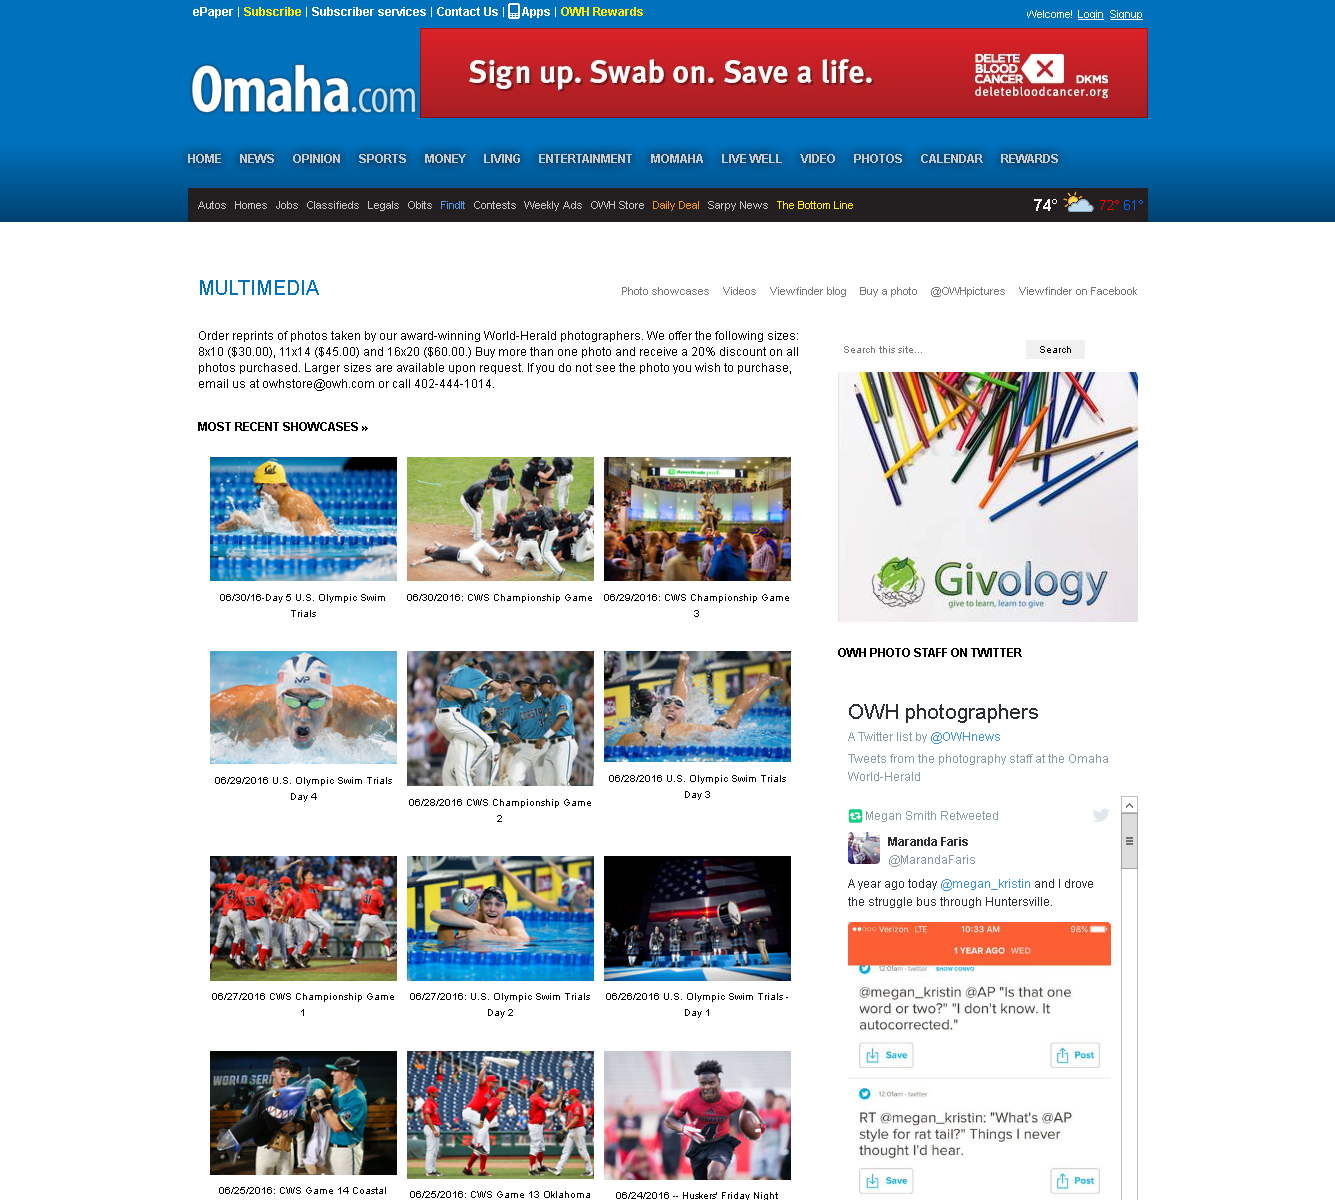 ePaper | Subscribe | Subscriber services | Contact Us | Apps | OWH Rewards
Welcome! Login Signup
Omaha.com
Sign up. Swab on. Save a life.
DELETE
BLOOD
CANCER
DKMS
deletebloodcancer.org
HOME NEWS OPINION SPORTS MONEY LIVING ENTERTAINMENT MOMAHA LIVE WELL VIDEO PHOTOS CALENDAR REWARDS
Autos Homes Jobs Classifieds Legals Obits FindIt Contests Weekly Ads OWH Store Daily Deal Sarpy News The Bottom Line
74° 72° 61°
MULTIMEDIA
Photo showcases Videos Viewfinder blog Buy a photo @OWHpictures Viewfinder on Facebook
Order reprints of photos taken by our award-winning World-Herald photographers. We offer the following sizes:
8x10 ($30.00), 11x14 ($45.00) and 16x20 ($60.00.) Buy more than one photo and receive a 20% discount on all
photos purchased. Larger sizes are available upon request. If you do not see the photo you wish to purchase,
email us at owhstore@owh.com or call 402-444-1014.
Search this site...
Search
MOST RECENT SHOWCASES »
Cal
1 Ameritrade park 1
06/30/16-Day 5 U.S. Olympic Swim
Trials
06/30/2016: CWS Championship Game
06/29/2016: CWS Championship Game
3
Givology
give to learn, learn to give
MP
06/29/2016 U.S. Olympic Swim Trials
Day 4
06/28/2016 CWS Championship Game
2
06/28/2016 U.S. Olympic Swim Trials
Day 3
33
31
06/27/2016 CWS Championship Game
1
06/27/2016: U.S. Olympic Swim Trials
Day 2
06/26/2016 U.S. Olympic Swim Trials -
Day 1
WORLD SERI
06/25/2016: CWS Game 14 Coastal
06/25/2016: CWS Game 13 Oklahoma
06/24/2016 -- Huskers' Friday Night
OWH PHOTO STAFF ON TWITTER
OWH photographers
A Twitter list by @OWHnews
Tweets from the photography staff at the Omaha
World-Herald
Megan Smith Retweeted
Maranda Faris
@MarandaFaris
A year ago today @megan_kristin and I drove
the struggle bus through Huntersville.
Verizon LTE 10:33 AM 98%
1 YEAR AGO WED
12:01am - twitter SHOW CONVO
@megan_kristin @AP "Is that one
word or two?" "I don't know. It
autocorrected."
Save Post
12:01am - twitter
RT @megan_kristin: "What's @AP
style for rat tail?" Things I never
thought I'd hear.
Save Post